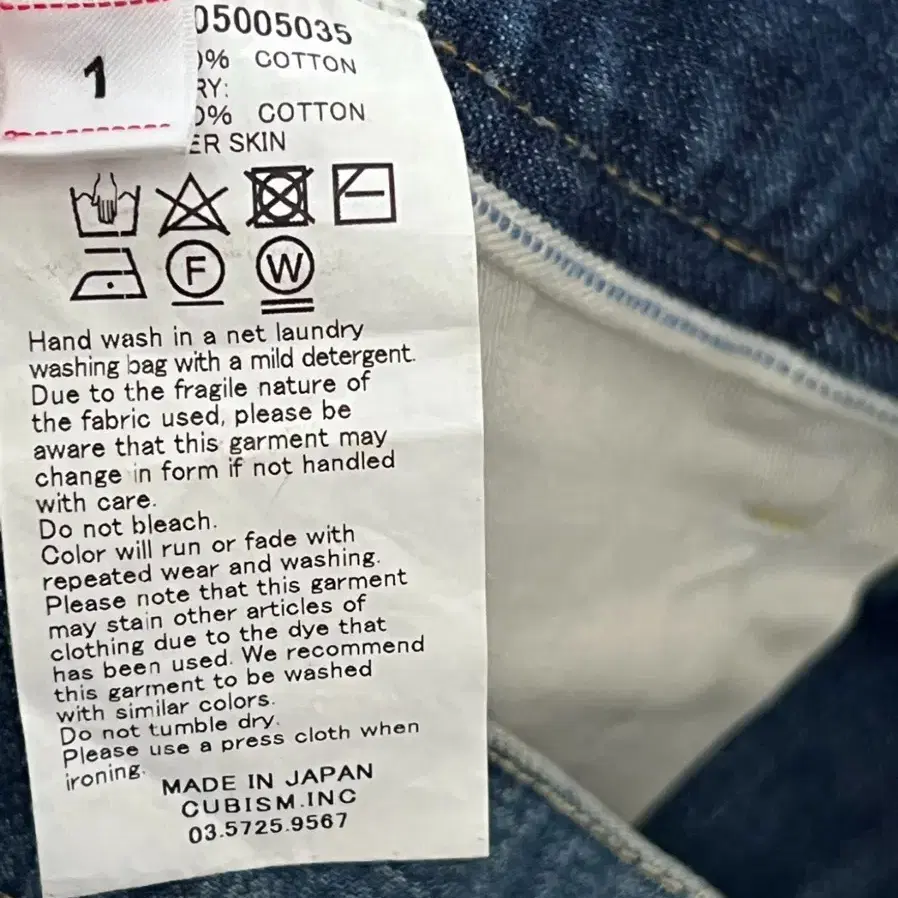 1
05005035
% COTTON
RY:
0% COTTON
ER SKIN
F
W
Hand wash in a net laundry
washing bag with a mild detergent.
Due to the fragile nature of
the fabric used, please be
aware that this garment may
change in form if not handled
with care.
Do not bleach.
Color will run or fade with
repeated wear and washing.
Please note that this garment
may stain other articles of
clothing due to the dye that
has been used. We recommend
this garment to be washed
with similar colors.
Do not tumble dry.
Please use a press cloth when
ironing.
MADE IN JAPAN
CUBISM.INC
03.5725.9567